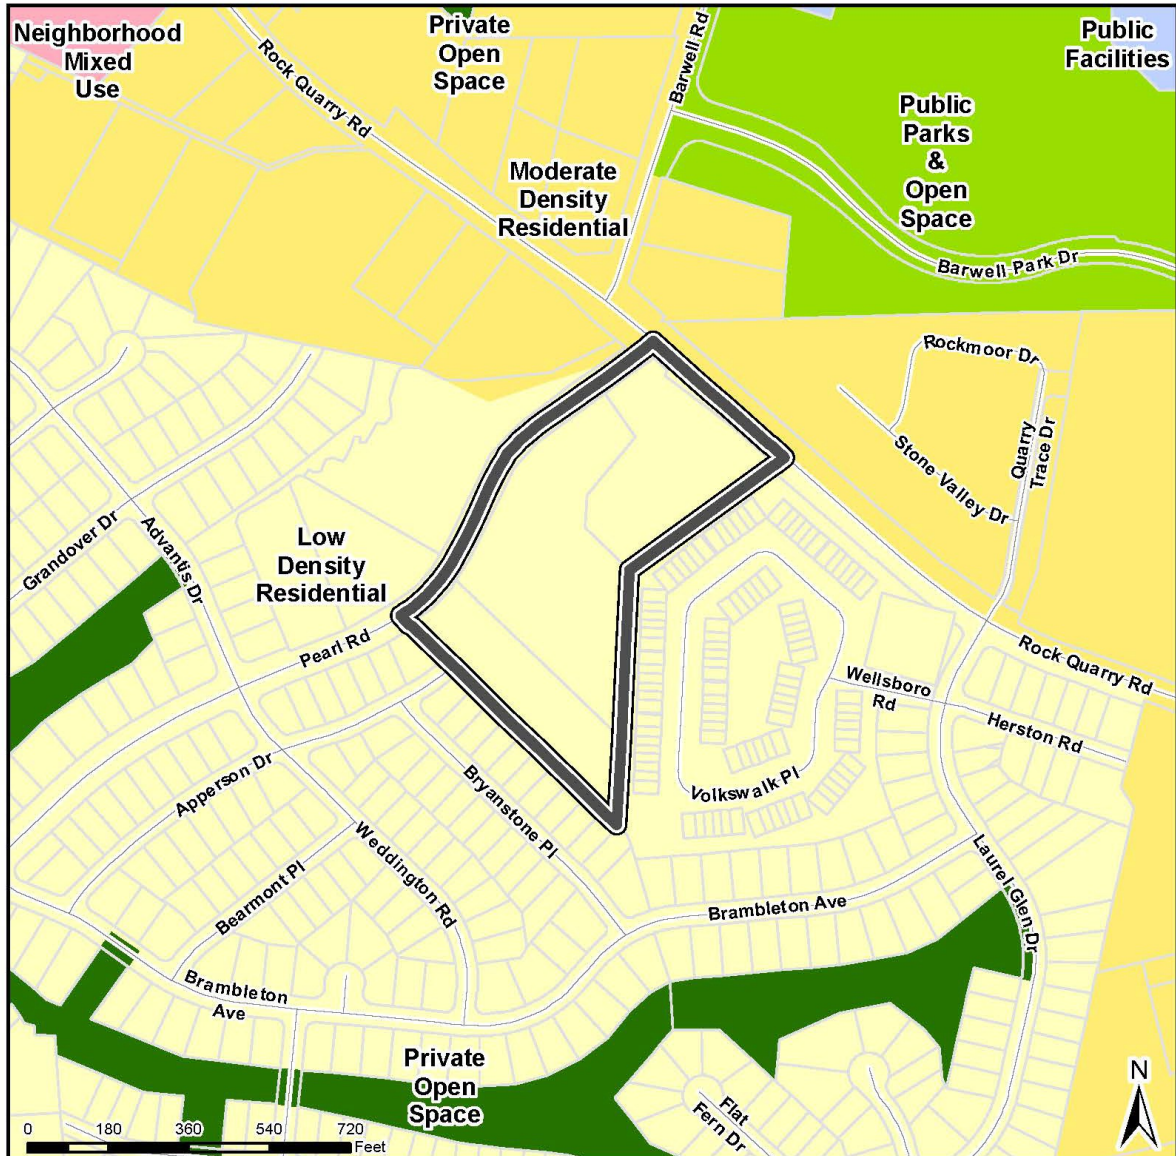 Neighborhood
Mixed
Use
Rock Quarry Rd
Private
Open
Space
Barwell Rd
Public
Facilities
Public
Parks
&
Open
Space
Moderate
Density
Residential
Barwell Park Dr
Rockmoor Dr
Quarry
Trace Dr
Stone Valley Dr
Grandover Dr
Advantis Dr
Low
Density
Residential
Pearl Rd
Rock Quarry Rd
Wellsboro
Rd
Herston Rd
Volkswalk Pl
Apperson Dr
Bryanstone Pl
Weddington Rd
Bearmont Pl
Laurel Glen Dr
Brambleton Ave
Brambleton
Ave
Private
Open
Space
Flat
Fern Dr
N
0 180 360 540 720
Feet